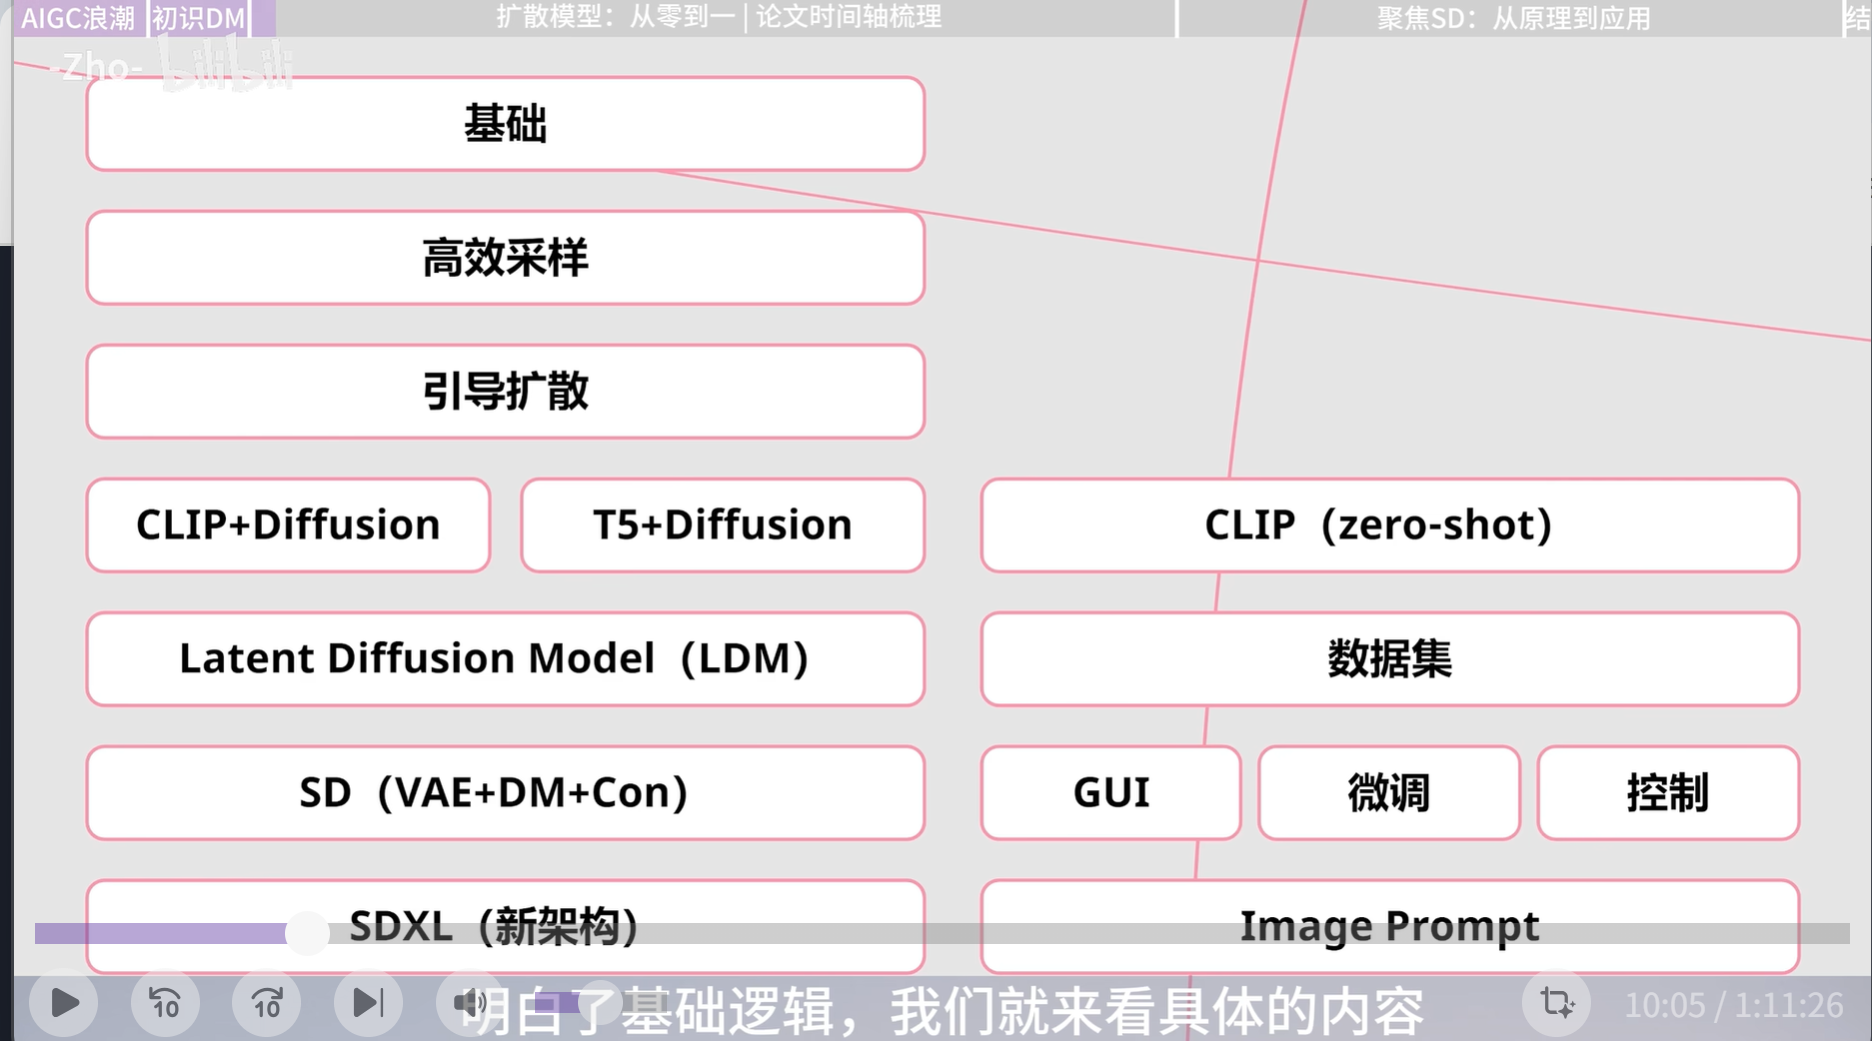 AIGC浪潮
初识DM
扩散模型：从零到一 | 论文时间轴梳理
聚焦SD：从原理到应用
结
-Zho-
bilibili
基础
高效采样
引导扩散
CLIP+Diffusion
T5+Diffusion
CLIP（zero-shot）
Latent Diffusion Model（LDM）
数据集
SD（VAE+DM+Con）
GUI
微调
控制
SDXL（新架构）
Image Prompt
明白了基础逻辑，我们就来看具体的内容
10
10
10:05 / 1:11:26